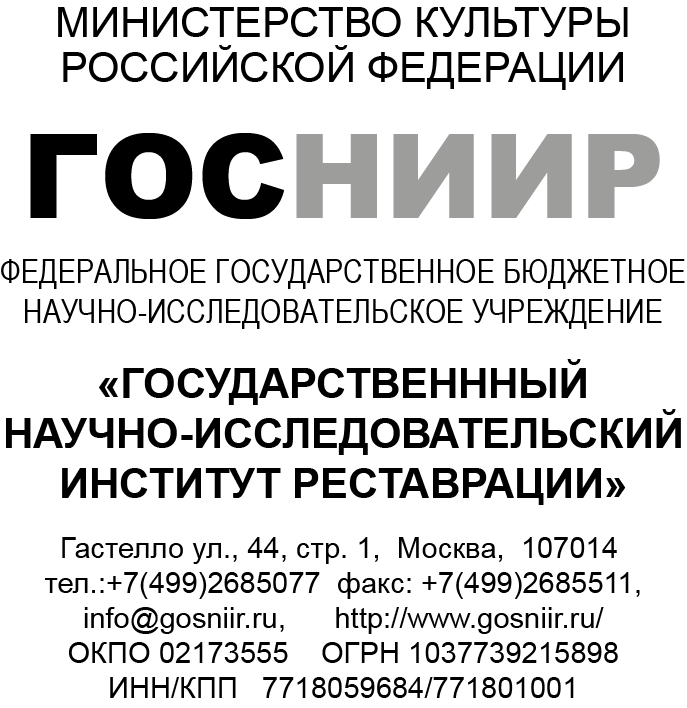 МИНИСТЕРСТВО КУЛЬТУРЫ
РОССИЙСКОЙ ФЕДЕРАЦИИ
ГОСНИИР
ФЕДЕРАЛЬНОЕ ГОСУДАРСТВЕННОЕ БЮДЖЕТНОЕ
НАУЧНО-ИССЛЕДОВАТЕЛЬСКОЕ УЧРЕЖДЕНИЕ
«ГОСУДАРСТВЕНННЫЙ
НАУЧНО-ИССЛЕДОВАТЕЛЬСКИЙ
ИНСТИТУТ РЕСТАВРАЦИИ»
Гастелло ул., 44, стр. 1, Москва, 107014
тел.:+7(499)2685077 факс: +7(499)2685511,
info@gosniir.ru, http://www.gosniir.ru/
ОКПО 02173555 ОГРН 1037739215898
ИНН/КПП 7718059684/771801001